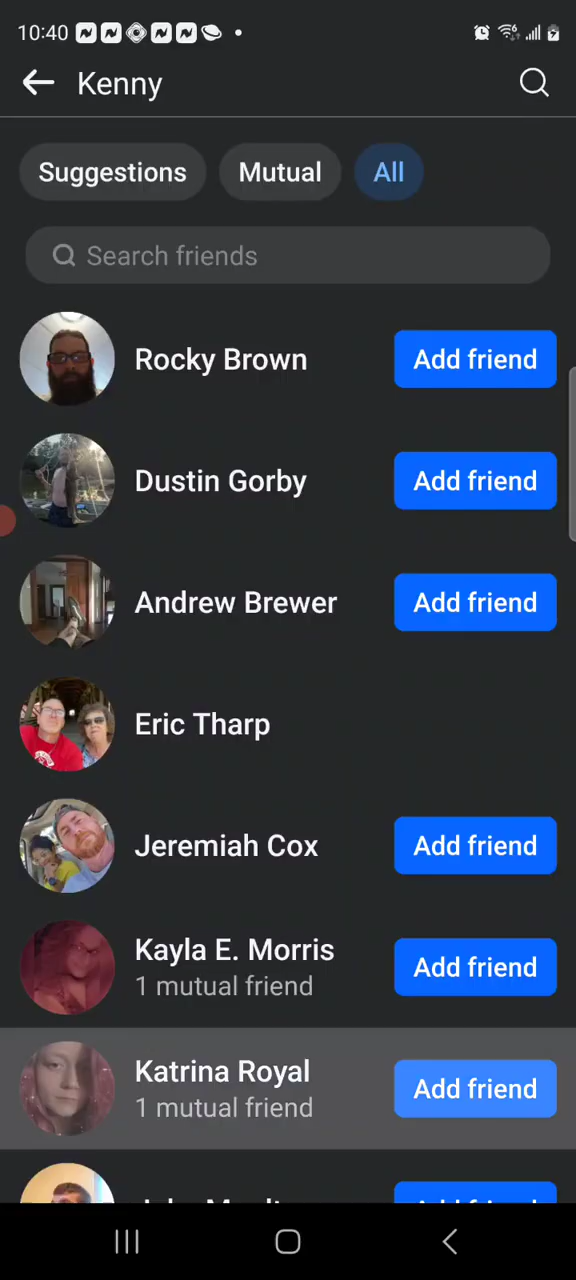 10:40
Kenny
Suggestions Mutual All
Search friends
Rocky Brown Add friend
Dustin Gorby Add friend
Andrew Brewer Add friend
Eric Tharp
Jeremiah Cox Add friend
Kayla E. Morris
1 mutual friend
Add friend
Katrina Royal
1 mutual friend
Add friend